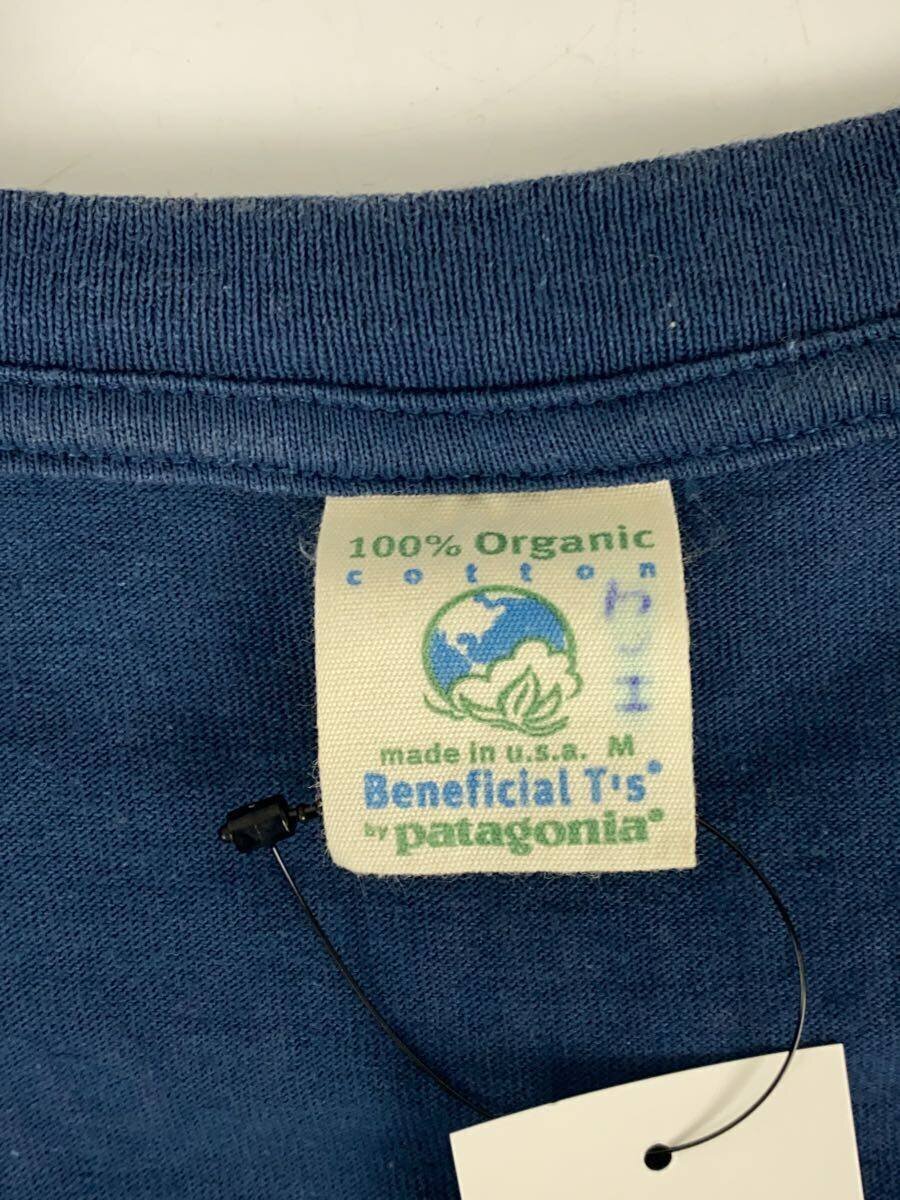 100% Organic
cotton
made in u.s.a. M
Beneficial T's®
by patagonia®